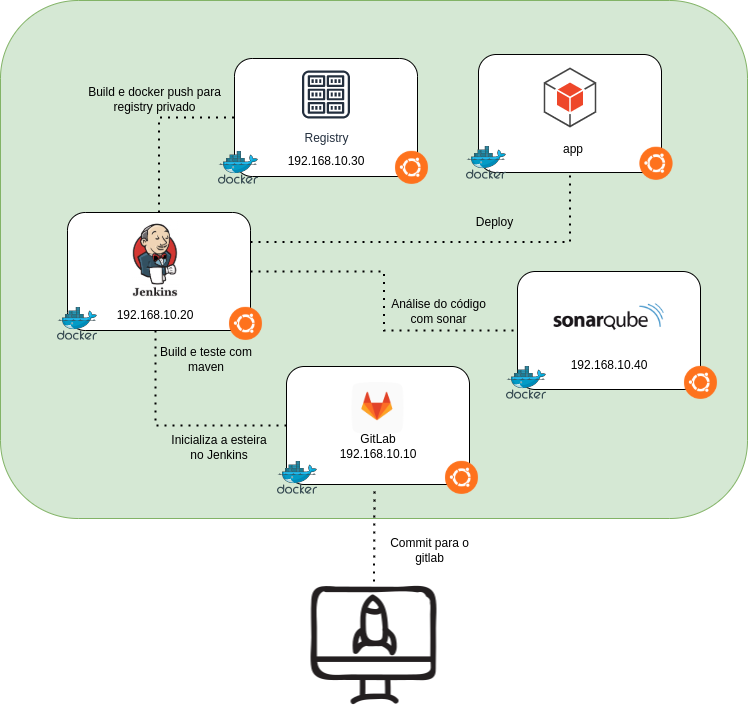 Build e docker push para
registry privado
Registry
192.168.10.30
docker
app
docker
Deploy
Jenkins
192.168.10.20
docker
Análise do código
com sonar
sonarqube
192.168.10.40
docker
Build e teste com
maven
Inicializa a esteira
no Jenkins
GitLab
192.168.10.10
docker
Commit para o
gitlab